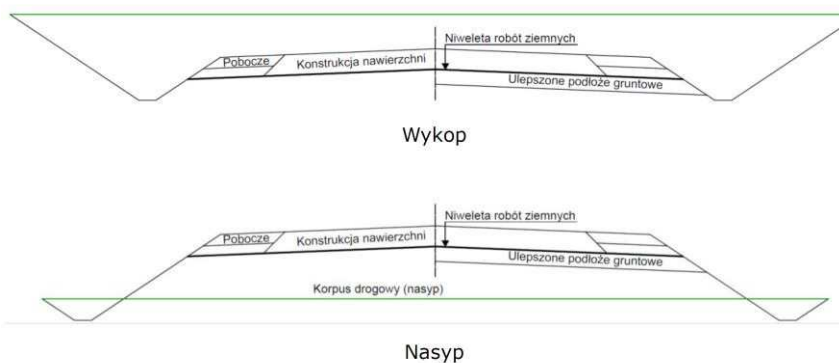 Niweleta robót ziemnych
Pobocze
Konstrukcja nawierzchni
Ulepszone podłoże gruntowe
Wykop
Niweleta robót ziemnych
Pobocze
Konstrukcja nawierzchni
Ulepszone podłoże gruntowe
Korpus drogowy (nasyp)
Nasyp